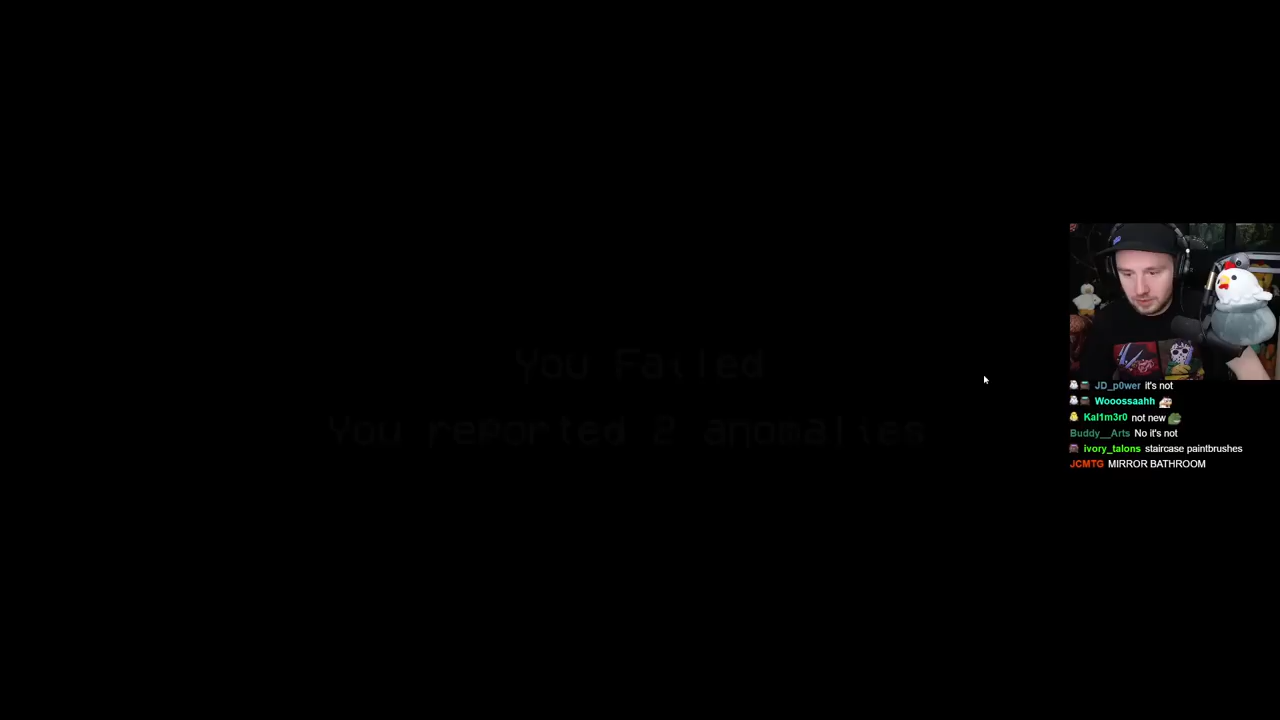 You Failed
You reported 2 anomalies
JD_p0wer it's not
Wooossaahh
Kal1m3r0 not new
Buddy__Arts No it's not
ivory_talons staircase paintbrushes
JCMTG MIRROR BATHROOM